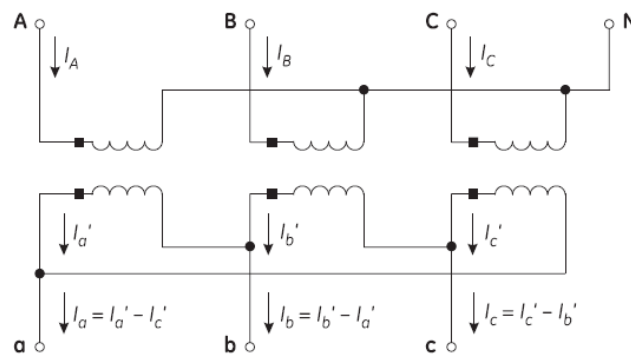 A B C N
I_A I_B I_C
I_a' I_b' I_c'
I_a = I_a' – I_c' I_b = I_b' – I_a' I_c = I_c' – I_b'
a b c